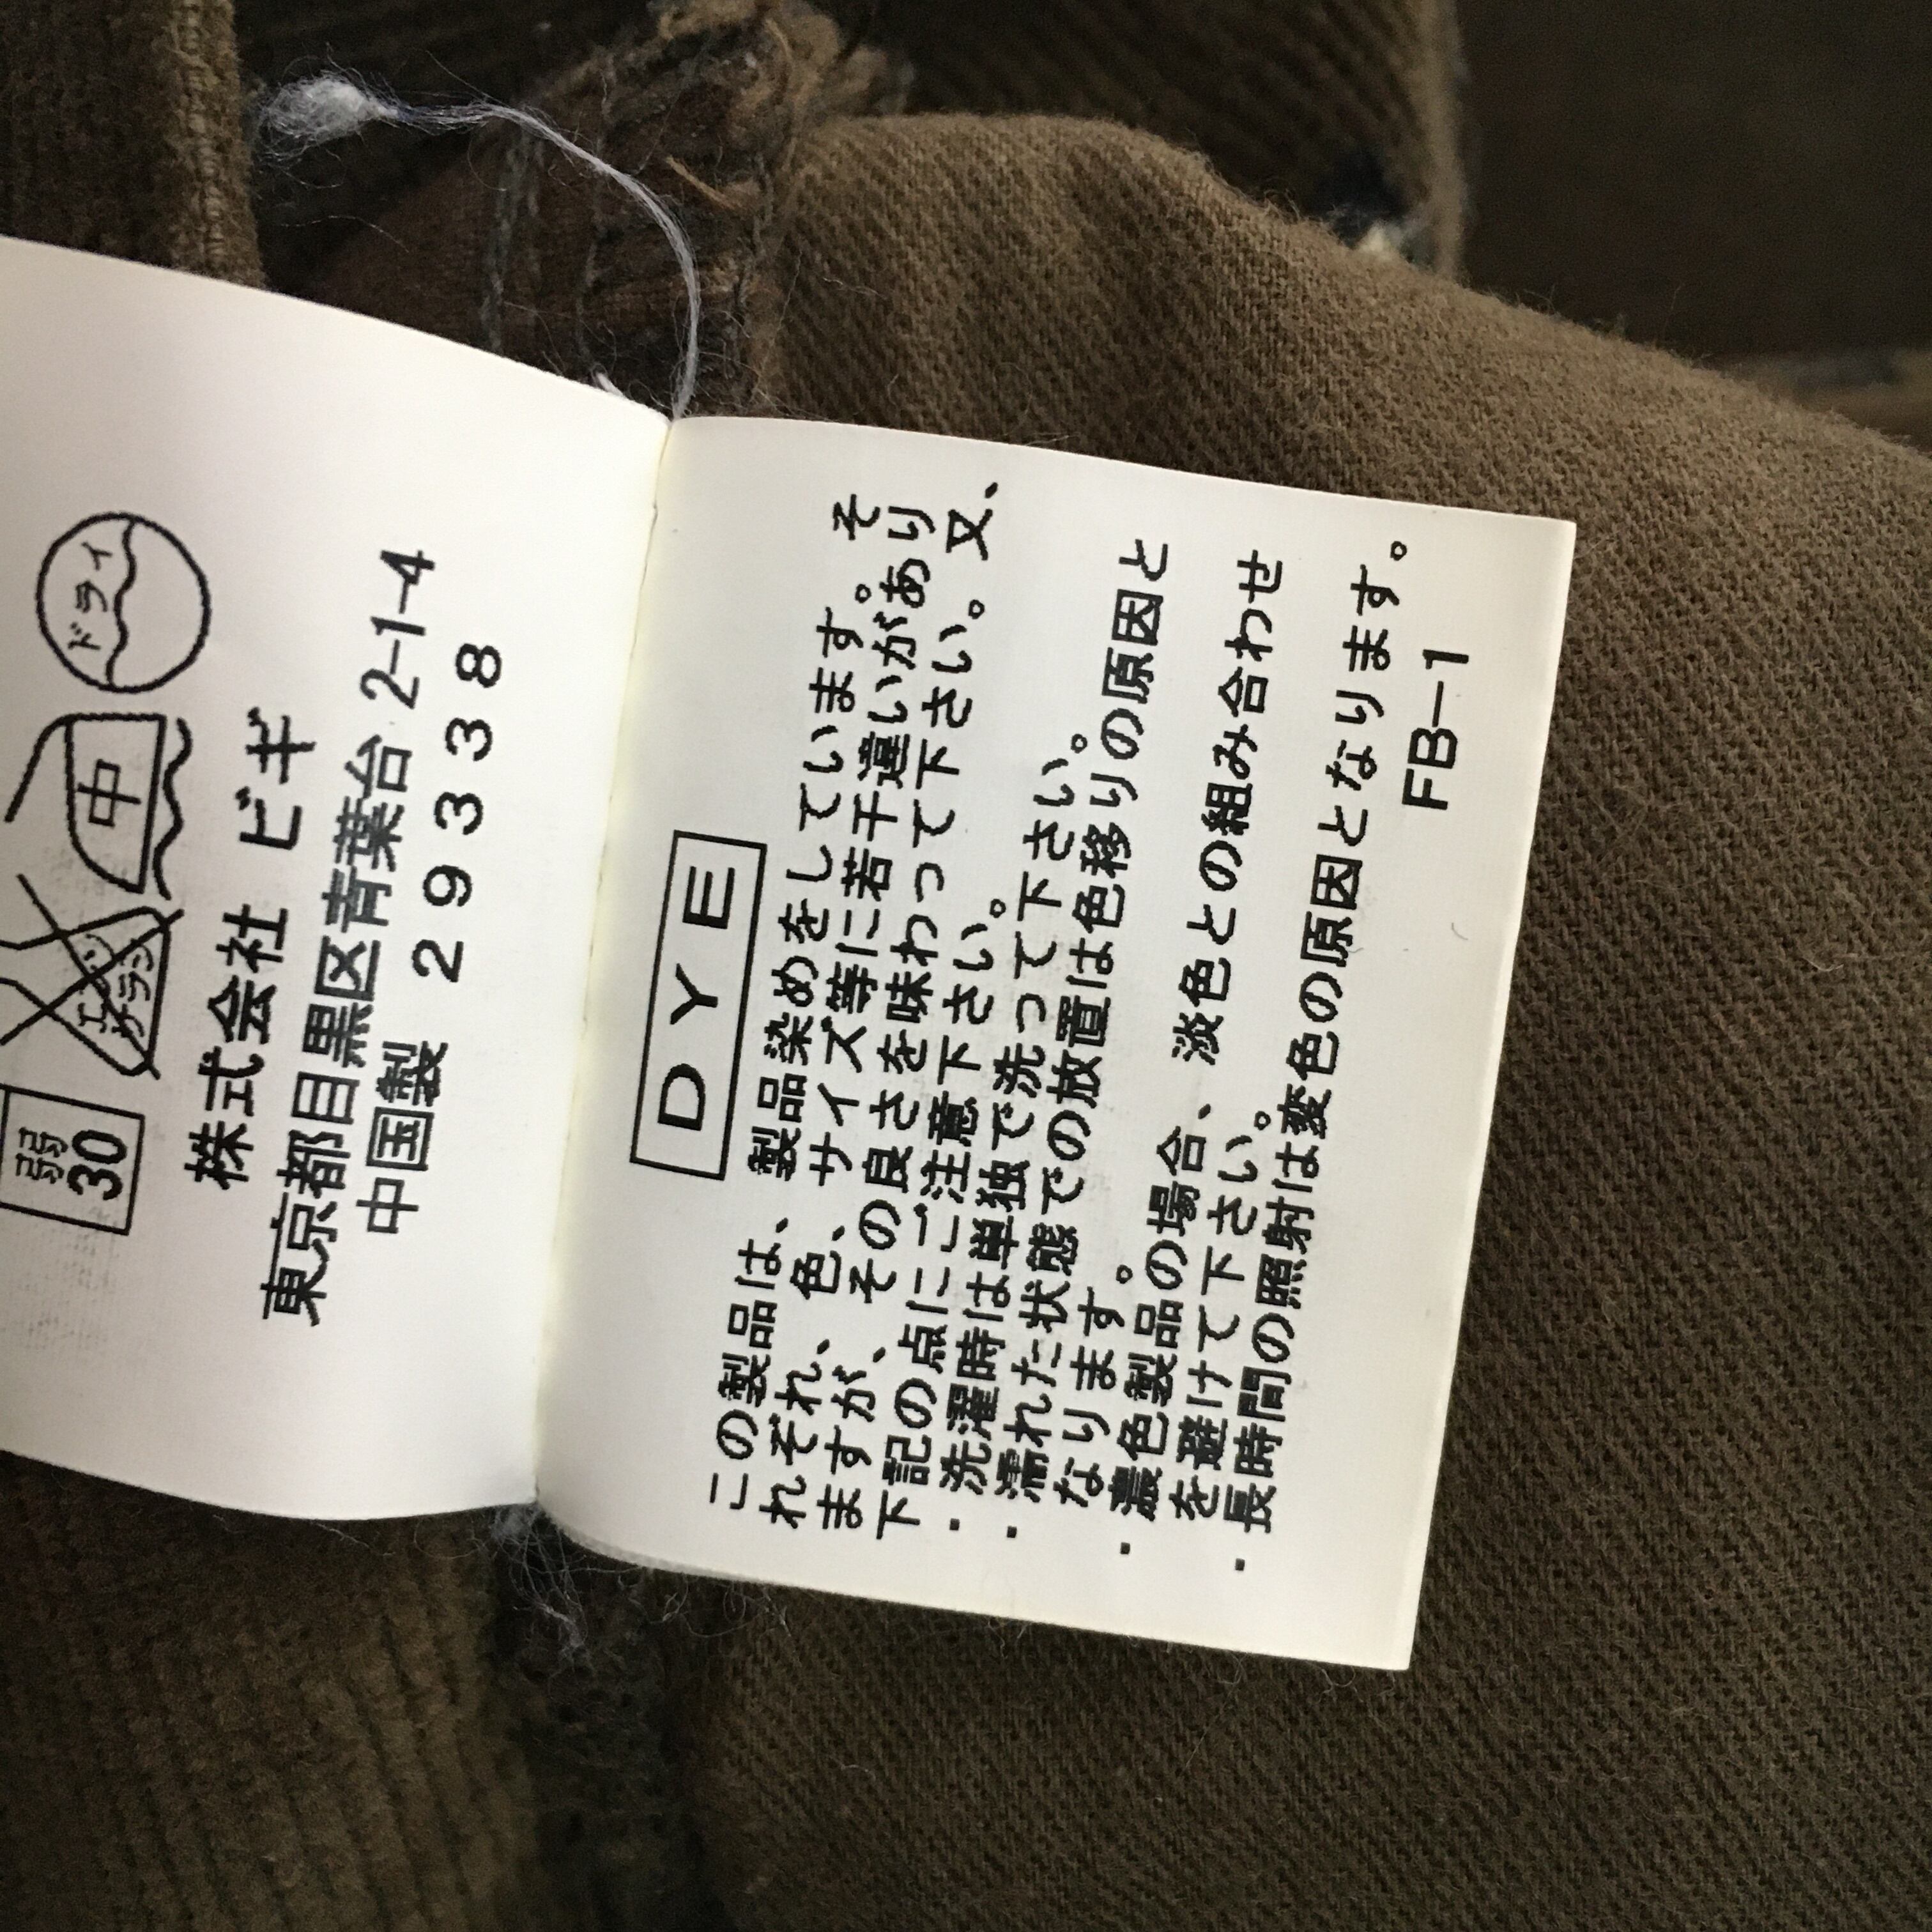 弱
30
エンソ
サラシ
中
ドライ
株式会社 ビギ
東京都目黒区青葉台 2-1-4
中国製 29338
DYE
この製品は、製品染めをしています。そ
れぞれ、色、サイズ等に若干違いがあり
ますが、その良さを味わって下さい。又、
下記の点にご注意下さい。
・洗濯時は単独で洗って下さい。
・濡れた状態での放置は色移りの原因と
なります。
・濃色製品の場合、淡色との組み合わせ
を避けて下さい。
・長時間の照射は変色の原因となります。
FB-1